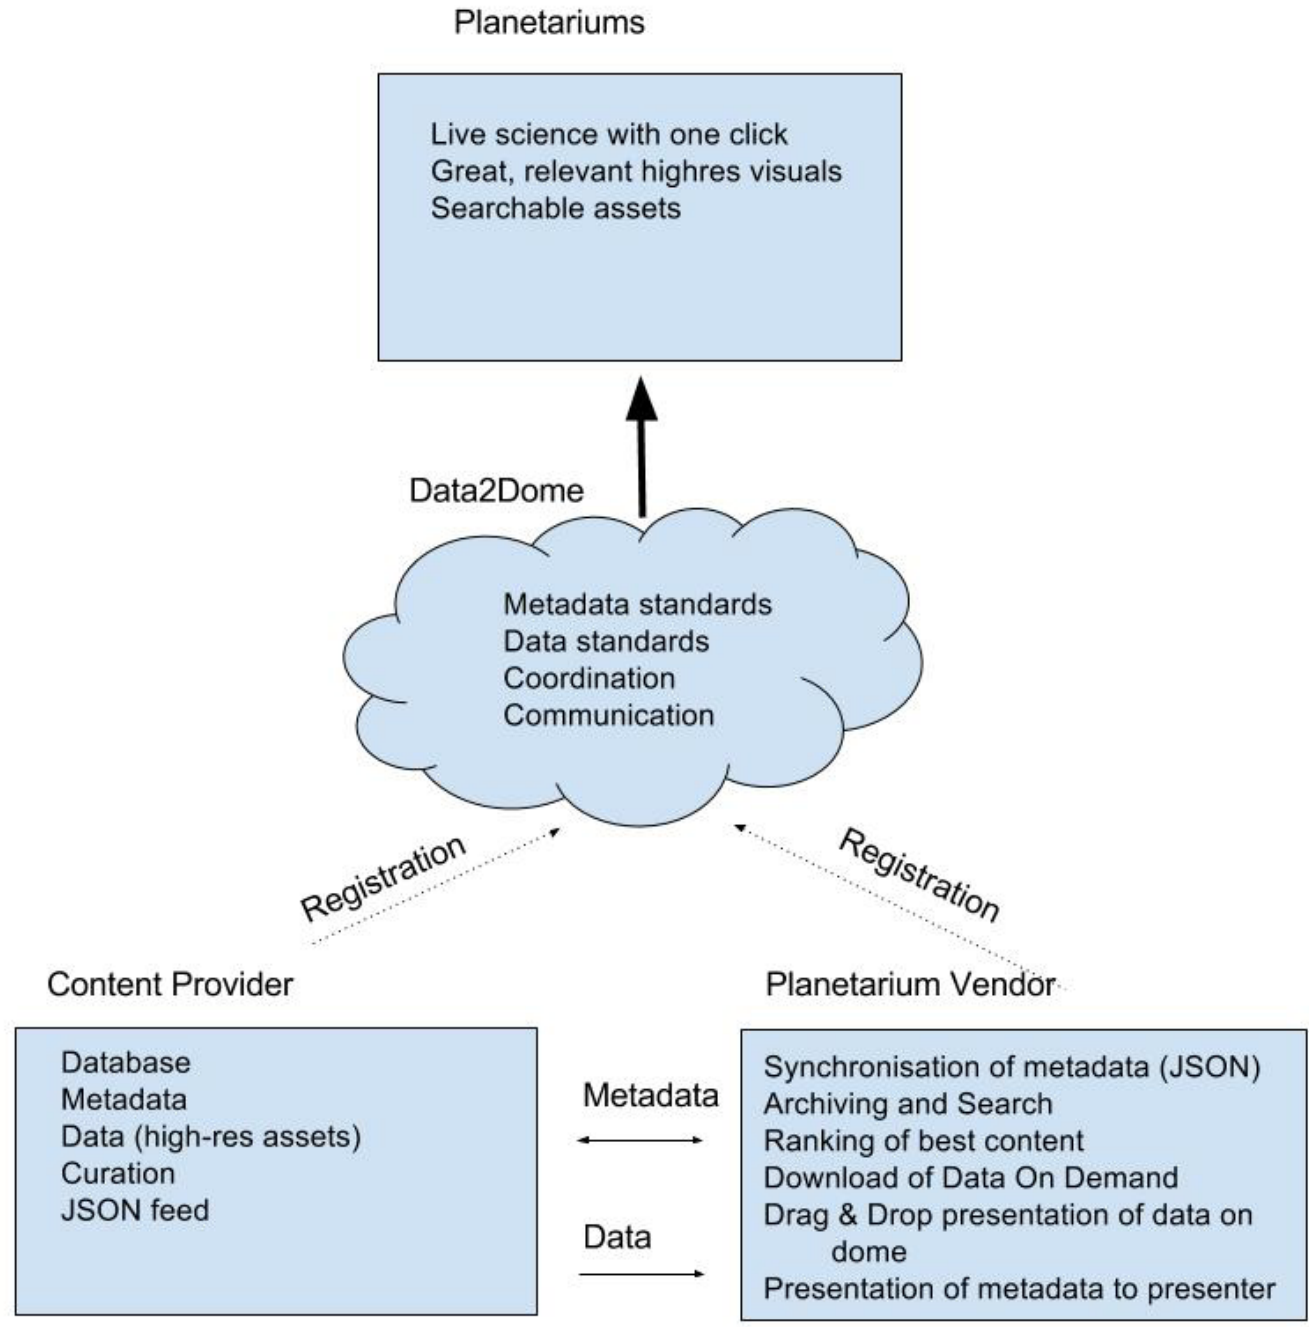 Planetariums
Live science with one click
Great, relevant highres visuals
Searchable assets
Data2Dome
Metadata standards
Data standards
Coordination
Communication
Registration
Registration
Content Provider
Database
Metadata
Data (high-res assets)
Curation
JSON feed
Metadata
Data
Planetarium Vendor
Synchronisation of metadata (JSON)
Archiving and Search
Ranking of best content
Download of Data On Demand
Drag & Drop presentation of data on
dome
Presentation of metadata to presenter